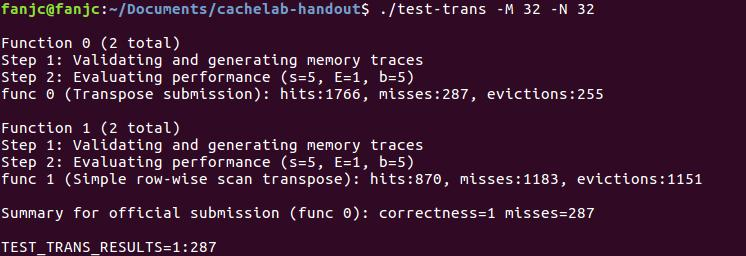 fanjc@fanjc:~/Documents/cachelab-handout$ ./test-trans -M 32 -N 32
Function 0 (2 total)
Step 1: Validating and generating memory traces
Step 2: Evaluating performance (s=5, E=1, b=5)
func 0 (Transpose submission): hits:1766, misses:287, evictions:255
Function 1 (2 total)
Step 1: Validating and generating memory traces
Step 2: Evaluating performance (s=5, E=1, b=5)
func 1 (Simple row-wise scan transpose): hits:870, misses:1183, evictions:1151
Summary for official submission (func 0): correctness=1 misses=287
TEST_TRANS_RESULTS=1:287